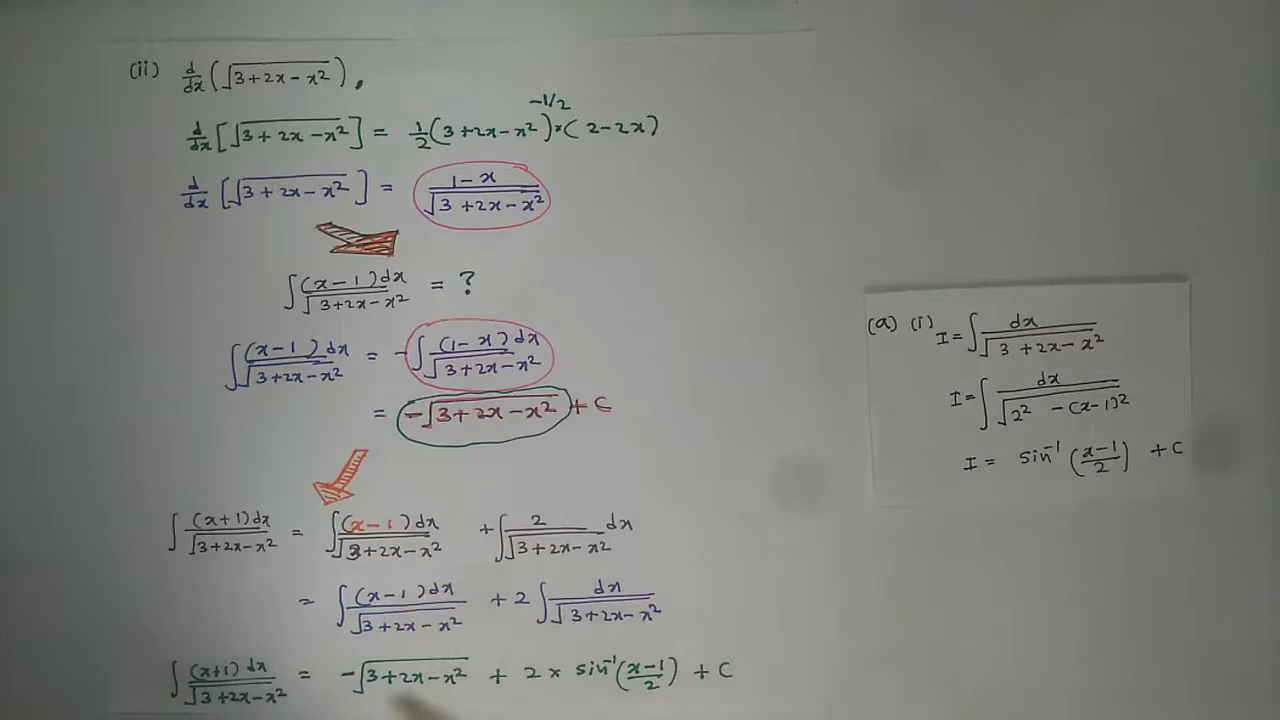 (ii) d/dx (√3+2x-x²),
d/dx [√3+2x-x²] = 1/2 (3+2x-x²)^-1/2 × (2-2x)
d/dx [√3+2x-x²] = 1-x / √3+2x-x²
∫ (x-1)dx / √3+2x-x² = ?
∫ (x-1)dx / √3+2x-x² = -∫ (1-x)dx / √3+2x-x²
= -√3+2x-x² + C
∫ (x+1)dx / √3+2x-x² = ∫ (x-1)dx / √3+2x-x² + ∫ 2 / √3+2x-x² dx
= ∫ (x-1)dx / √3+2x-x² + 2 ∫ dx / √3+2x-x²
∫ (x+1)dx / √3+2x-x² = -√3+2x-x² + 2 × sin⁻¹(x-1 / 2) + C
(a) (i) I = ∫ dx / √3+2x-x²
I = ∫ dx / √2² - (x-1)²
I = sin⁻¹ (x-1 / 2) + C